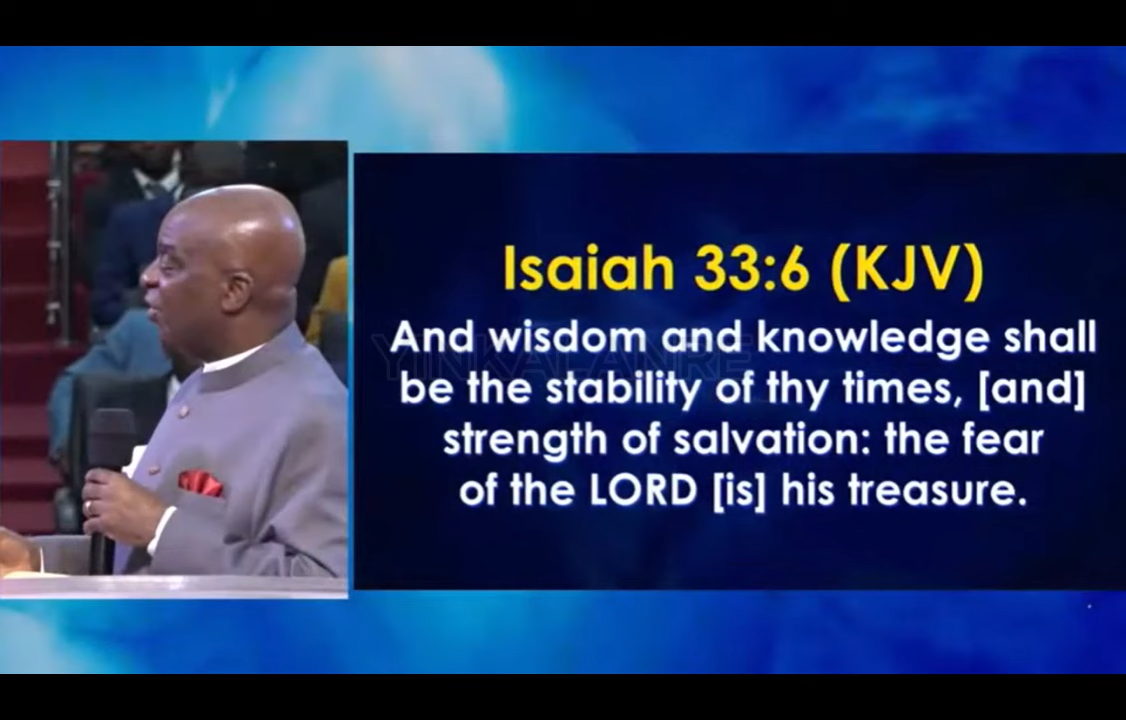 Isaiah 33:6 (KJV)
And wisdom and knowledge shall
be the stability of thy times, [and]
strength of salvation: the fear
of the LORD [is] his treasure.